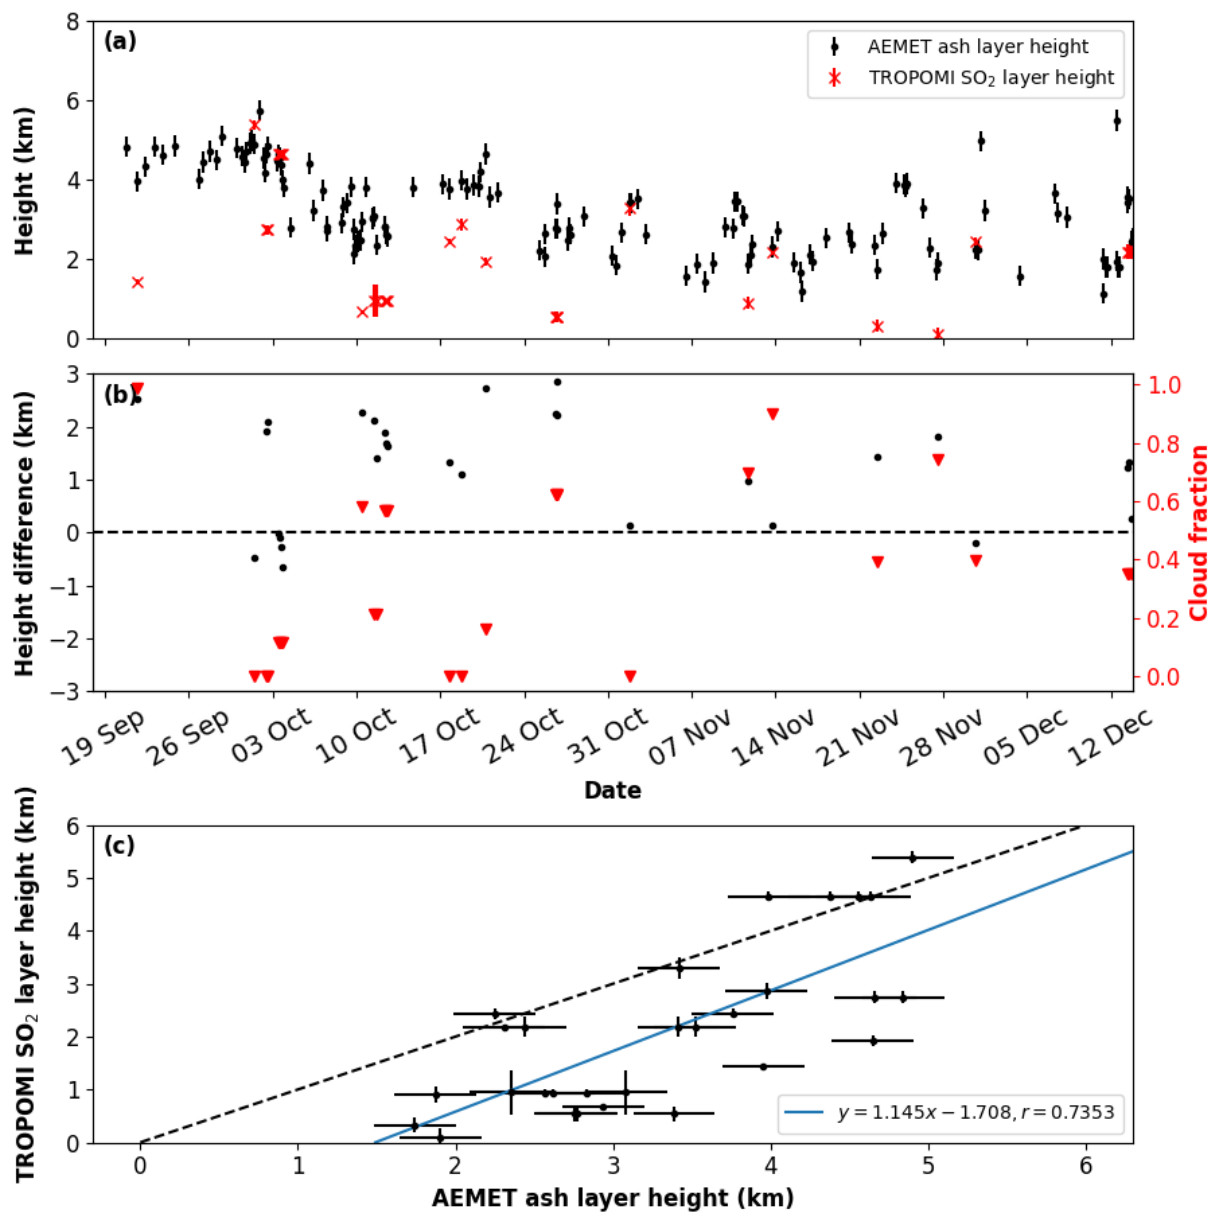 (a)
AEMET ash layer height
TROPOMI SO₂ layer height
Height (km)
8
6
4
2
0
(b)
Height difference (km)
3
2
1
0
−1
−2
−3
Cloud fraction
1.0
0.8
0.6
0.4
0.2
0.0
19 Sep
26 Sep
03 Oct
10 Oct
17 Oct
24 Oct
31 Oct
07 Nov
14 Nov
21 Nov
28 Nov
05 Dec
12 Dec
Date
(c)
TROPOMI SO₂ layer height (km)
6
5
4
3
2
1
0
y = 1.145x − 1.708, r = 0.7353
0 1 2 3 4 5 6
AEMET ash layer height (km)